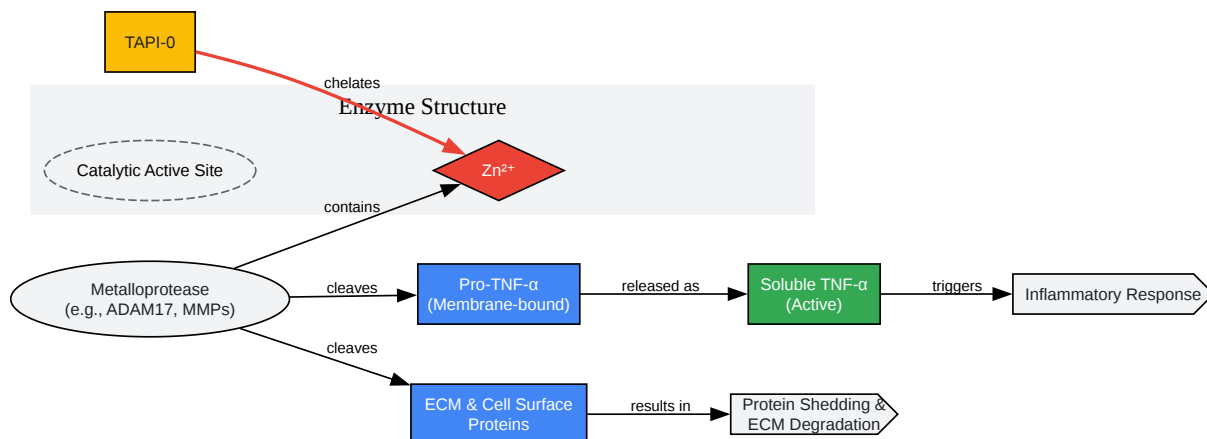 TAPI-0
chelates
Enzyme Structure
Catalytic Active Site
Zn²⁺
contains
Metalloprotease
(e.g., ADAM17, MMPs)
cleaves
Pro-TNF-α
(Membrane-bound)
released as
Soluble TNF-α
(Active)
triggers
Inflammatory Response
cleaves
ECM & Cell Surface
Proteins
results in
Protein Shedding &
ECM Degradation